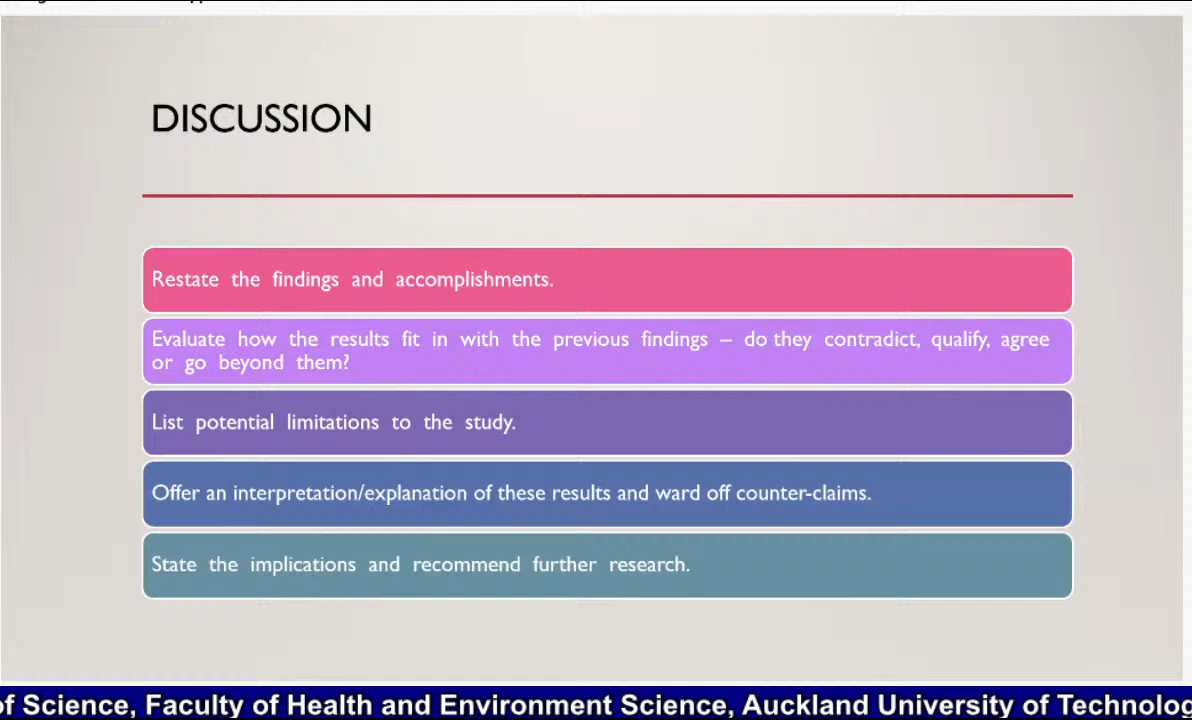 DISCUSSION
Restate the findings and accomplishments.
Evaluate how the results fit in with the previous findings – do they contradict, qualify, agree
or go beyond them?
List potential limitations to the study.
Offer an interpretation/explanation of these results and ward off counter-claims.
State the implications and recommend further research.
of Science, Faculty of Health and Environment Science, Auckland University of Technolog